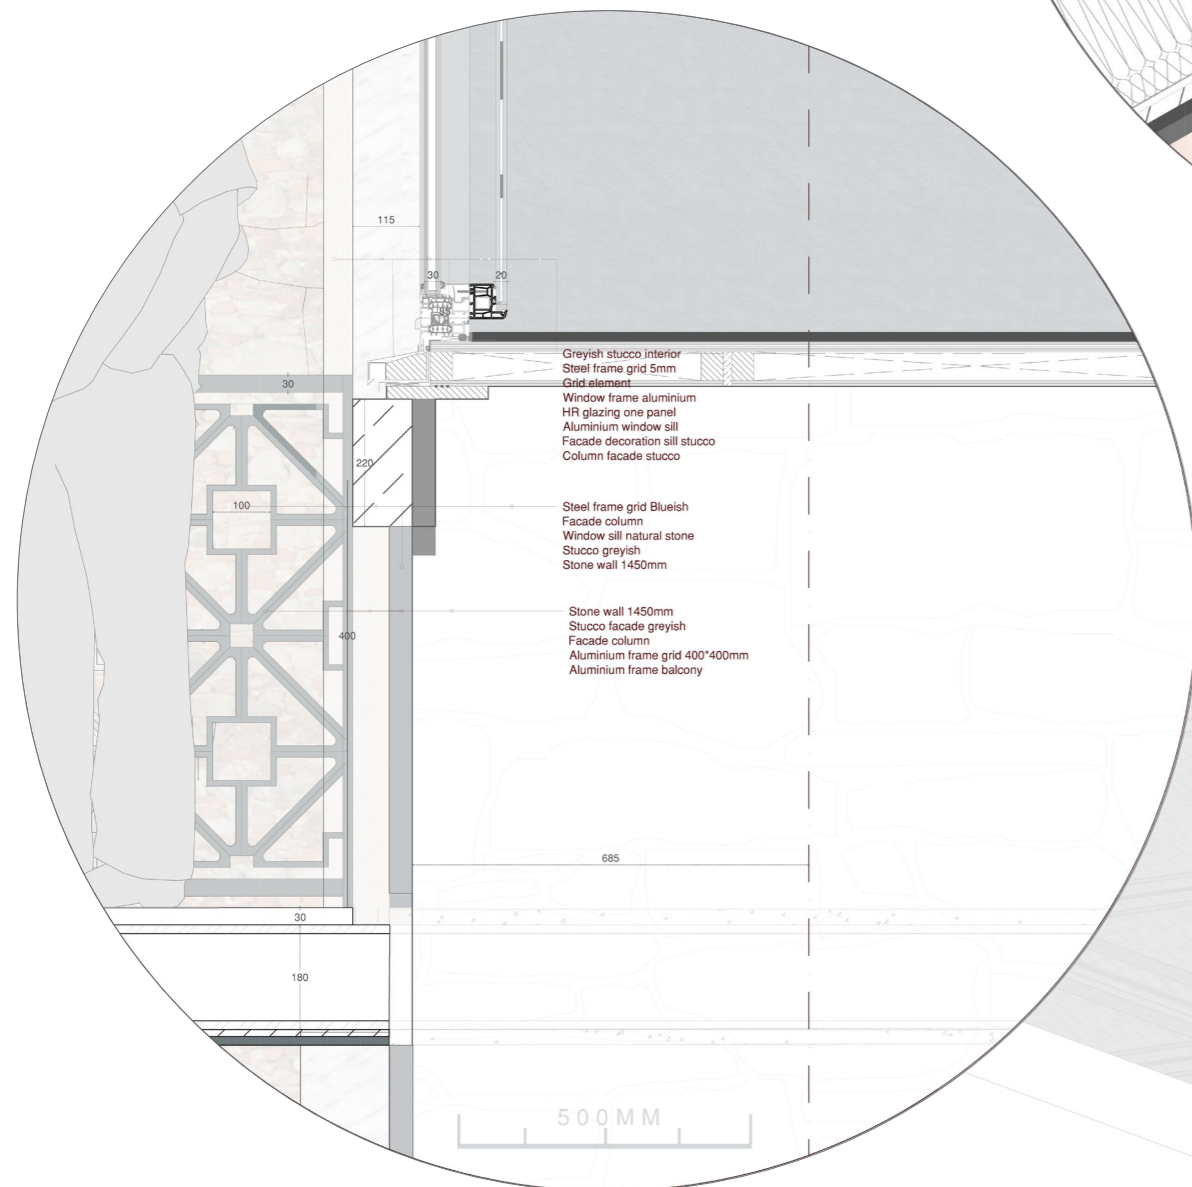 115
30
20
Greyish stucco interior
Steel frame grid 5mm
Grid element
Window frame aluminium
HR glazing one panel
Aluminium window sill
Facade decoration sill stucco
Column facade stucco
30
220
100
Steel frame grid Blueish
Facade column
Window sill natural stone
Stucco greyish
Stone wall 1450mm
Stone wall 1450mm
Stucco facade greyish
Facade column
Aluminium frame grid 400*400mm
Aluminium frame balcony
400
685
30
180
500MM